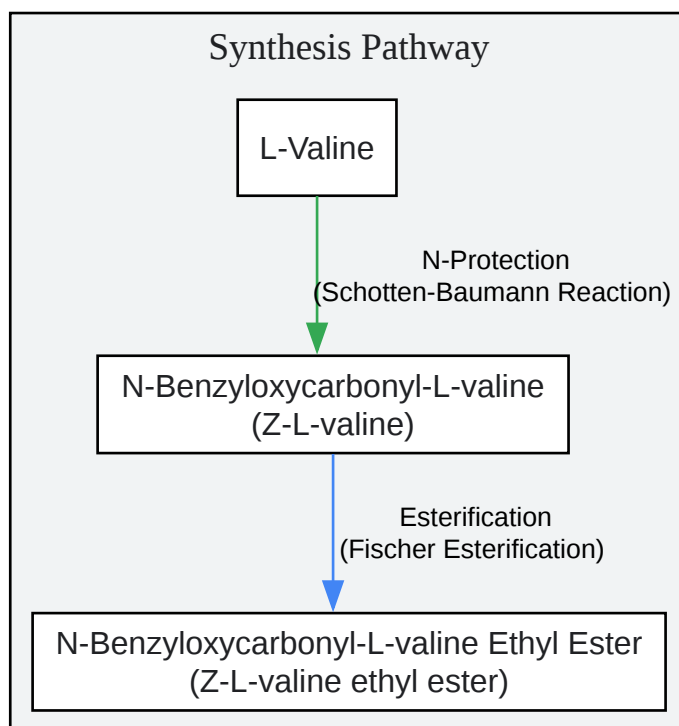 Synthesis Pathway
L-Valine
N-Protection
(Schotten-Baumann Reaction)
N-Benzyloxycarbonyl-L-valine
(Z-L-valine)
Esterification
(Fischer Esterification)
N-Benzyloxycarbonyl-L-valine Ethyl Ester
(Z-L-valine ethyl ester)